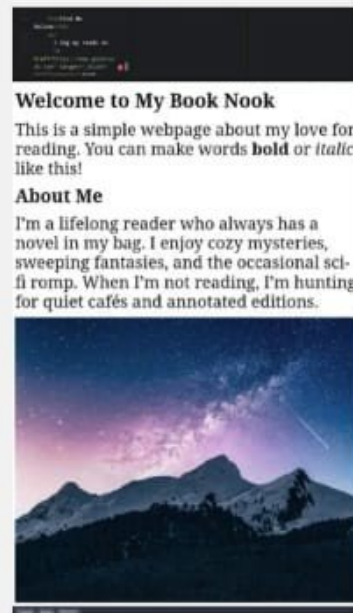 Welcome to My Book Nook
This is a simple webpage about my love for
reading. You can make words bold or italic
like this!
About Me
I'm a lifelong reader who always has a
novel in my bag. I enjoy cozy mysteries,
sweeping fantasies, and the occasional sci-
fi romp. When I'm not reading, I'm hunting
for quiet cafés and annotated editions.